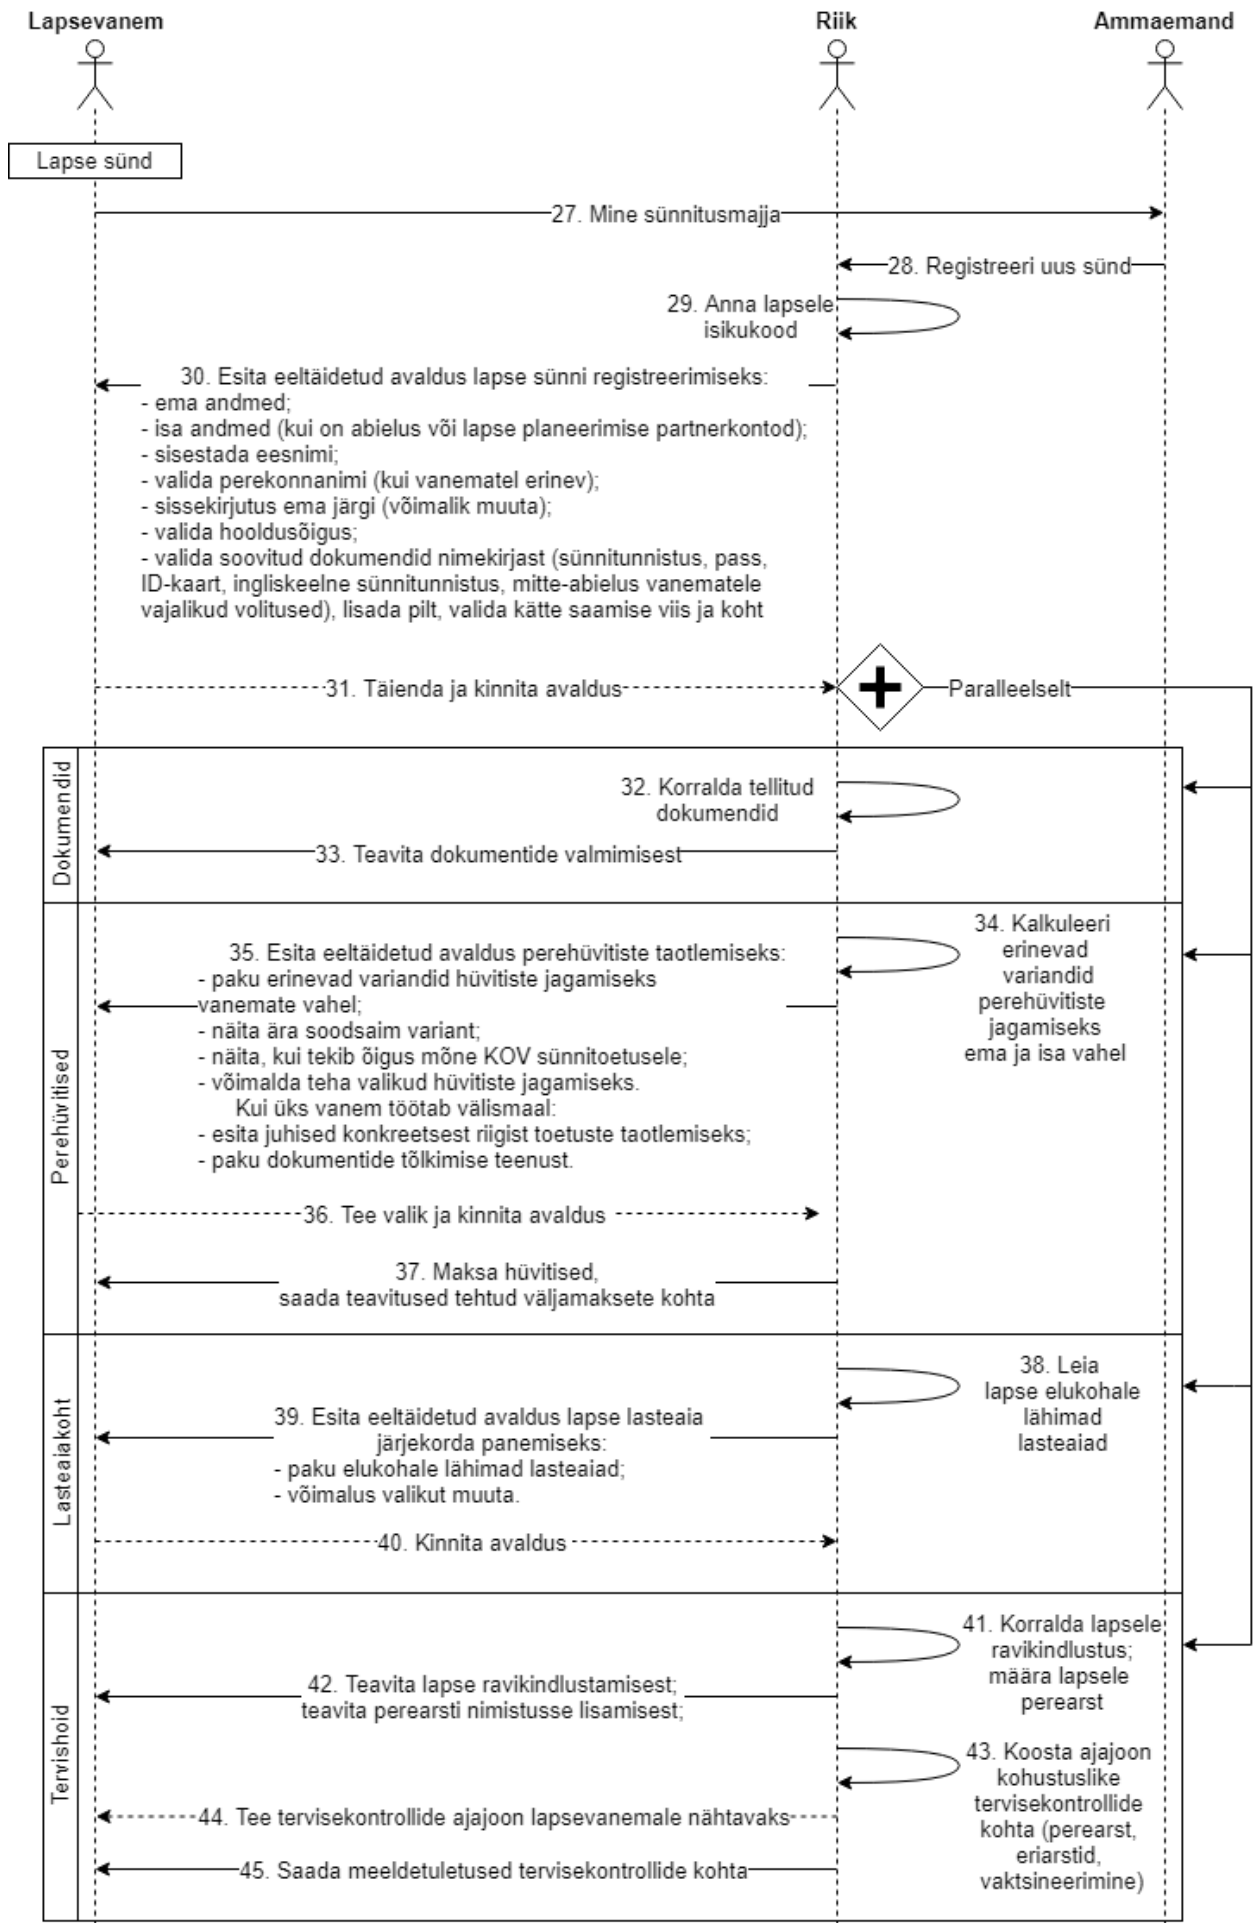 Lapsevanem
Riik
Ammaemand
Lapse sünd
27. Mine sünnitusmajja
28. Registreeri uus sünd
29. Anna lapsele
isikukood
30. Esita eeltäidetud avaldus lapse sünni registreerimiseks:
- ema andmed;
- isa andmed (kui on abielus või lapse planeerimise partnerkontod);
- sisestada eesnimi;
- valida perekonnanimi (kui vanematel erinev);
- sissekirjutus ema järgi (võimalik muuta);
- valida hooldusõigus;
- valida soovitud dokumendid nimekirjast (sünnitunnistus, pass,
ID-kaart, ingliskeelne sünnitunnistus, mitte-abielus vanematele
vajalikud volitused), lisada pilt, valida kätte saamise viis ja koht
31. Täienda ja kinnita avaldus
Paralleelselt
Dokumendid
32. Korralda tellitud
dokumendid
33. Teavita dokumentide valmimisest
Perehüvitised
34. Kalkuleeri
erinevad
variandid
perehüvitiste
jagamiseks
ema ja isa vahel
35. Esita eeltäidetud avaldus perehüvitiste taotlemiseks:
- paku erinevad variandid hüvitiste jagamiseks
vanemate vahel;
- näita ära soodsaim variant;
- näita, kui tekib õigus mõne KOV sünnitoetusele;
- võimalda teha valikud hüvitiste jagamiseks.
Kui üks vanem töötab välismaal:
- esita juhised konkreetsest riigist toetuste taotlemiseks;
- paku dokumentide tõlkimise teenust.
36. Tee valik ja kinnita avaldus
37. Maksa hüvitised,
saada teavitused tehtud väljamaksete kohta
Lasteaiakoht
38. Leia
lapse elukohale
lähimad
lasteaiad
39. Esita eeltäidetud avaldus lapse lasteaia
järjekorda panemiseks:
- paku elukohale lähimad lasteaiad;
- võimalus valikut muuta.
40. Kinnita avaldus
Tervishoid
41. Korralda lapsele
ravikindlustus;
määra lapsele
perearst
42. Teavita lapse ravikindlustamisest;
teavita perearsti nimistusse lisamisest;
43. Koosta ajajoon
kohustuslike
tervisekontrollide
kohta (perearst,
eriarstid,
vaktsineerimine)
44. Tee tervisekontrollide ajajoon lapsevanemale nähtavaks
45. Saada meeldetuletused tervisekontrollide kohta